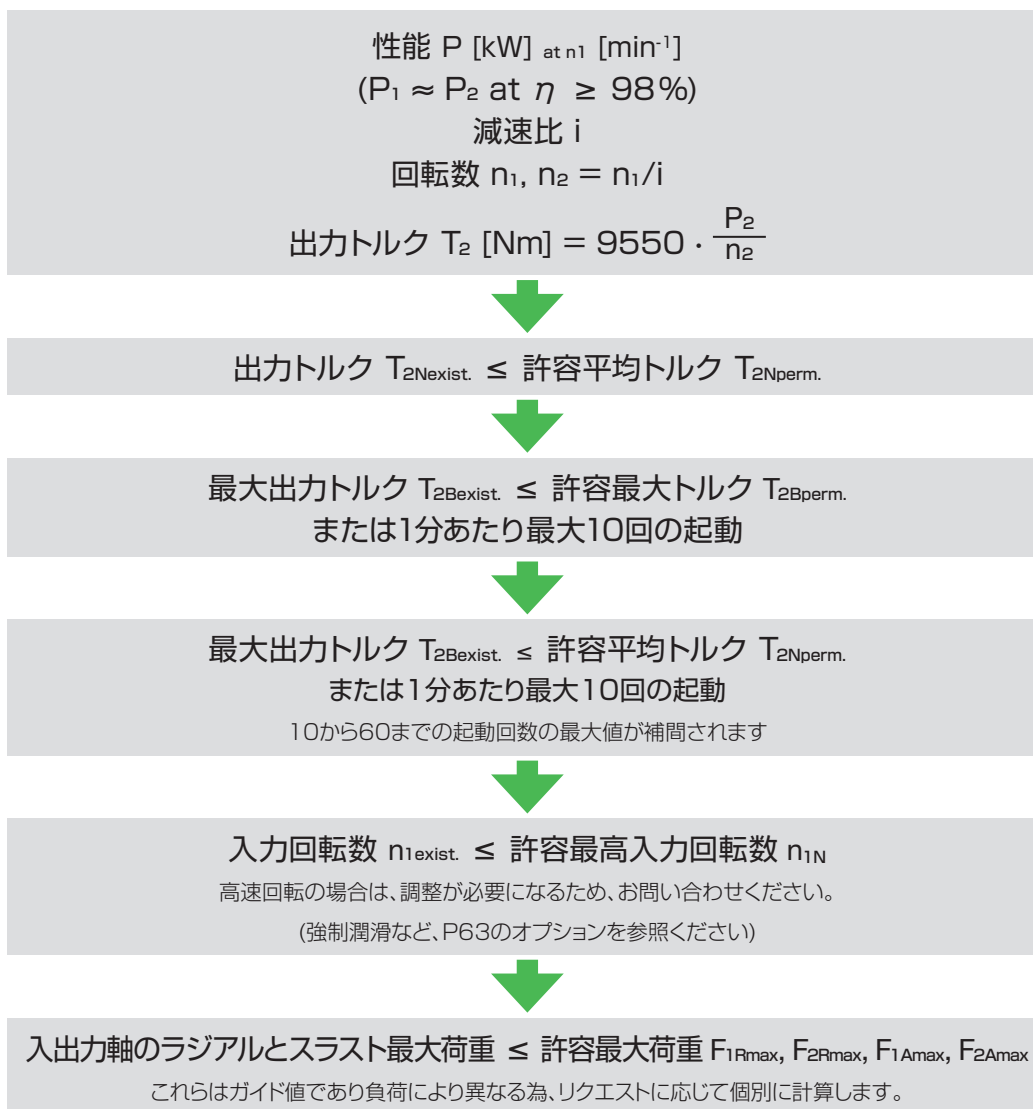 性能 P [kW] at n1 [min-1]
(P1 ≈ P2 at η ≥ 98%)
減速比 i
回転数 n1, n2 = n1/i
出力トルク T2 [Nm] = 9550 · P2/n2
出力トルク T2Nexist. ≤ 許容平均トルク T2Nperm.
最大出力トルク T2Bexist. ≤ 許容最大トルク T2Bperm.
または1分あたり最大10回の起動
最大出力トルク T2Bexist. ≤ 許容平均トルク T2Nperm.
または1分あたり最大10回の起動
10から60までの起動回数の最大値が補間されます
入力回転数 n1exist. ≤ 許容最高入力回転数 n1N
高速回転の場合は、調整が必要になるため、お問い合わせください。
(強制潤滑など、P63のオプションを参照ください)
入出力軸のラジアルとスラスト最大荷重 ≤ 許容最大荷重 F1Rmax, F2Rmax, F1Amax, F2Amax
これらはガイド値であり負荷により異なる為、リクエストに応じて個別に計算します。